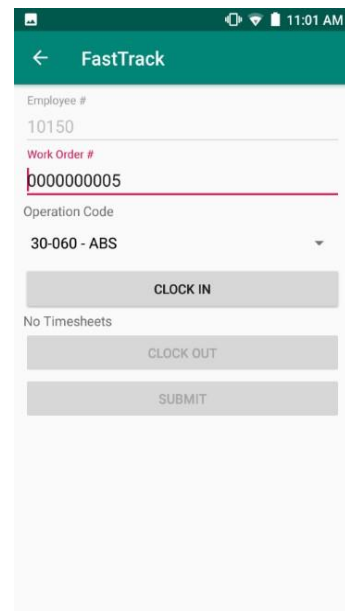 11:01 AM
FastTrack
Employee #
10150
Work Order #
0000000005
Operation Code
30-060 - ABS
CLOCK IN
No Timesheets
CLOCK OUT
SUBMIT